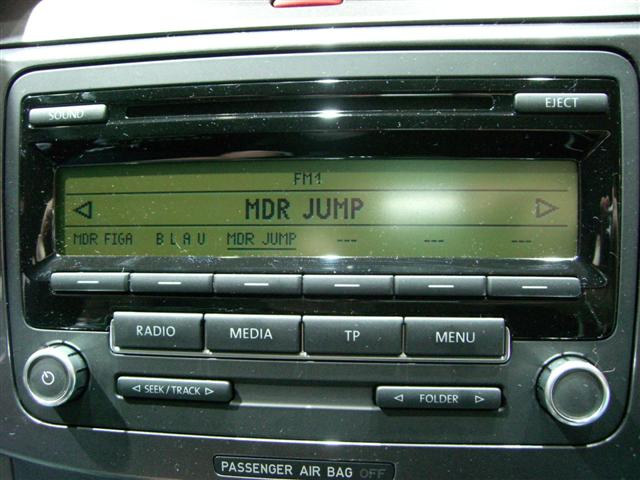 SOUND
EJECT
FM1
MDR JUMP
MDR FIGA B L A U MDR JUMP --- --- ---
RADIO MEDIA TP MENU
SEEK/TRACK FOLDER
PASSENGER AIR BAG OFF